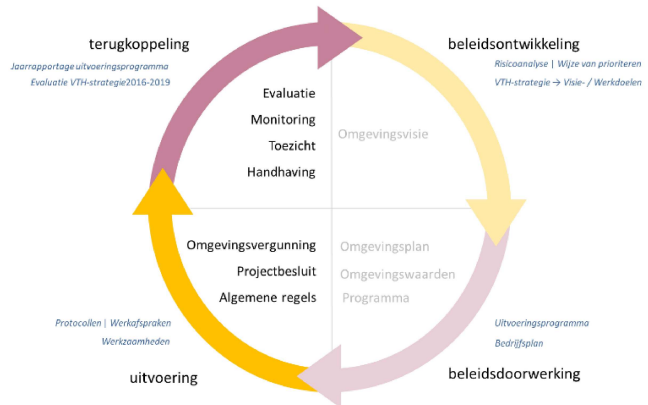 terugkoppeling
Jaarrapportage uitvoeringsprogramma
Evaluatie VTH-strategie2016-2019
beleidsontwikkeling
Risicoanalyse | Wijze van prioriteren
VTH-strategie → Visie- / Werkdoelen
Evaluatie
Monitoring
Toezicht
Handhaving
Omgevingsvisie
Omgevingsvergunning
Projectbesluit
Algemene regels
Omgevingsplan
Omgevingswaarden
Programma
Protocollen | Werkafspraken
Werkzaamheden
uitvoering
Uitvoeringsprogramma
Bedrijfsplan
beleidsdoorwerking